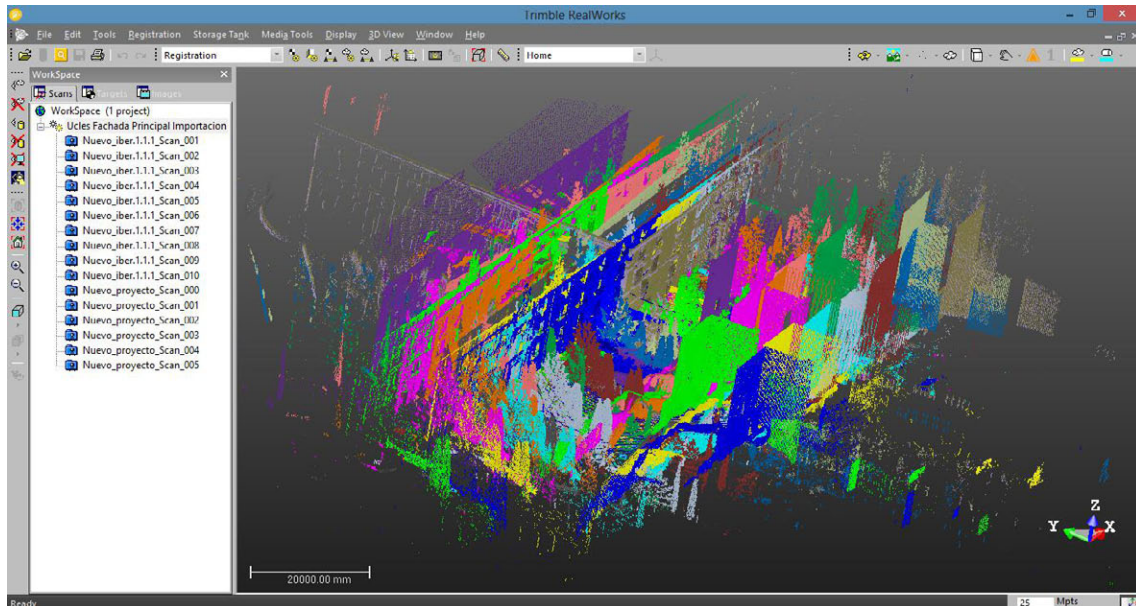 Trimble RealWorks
File Edit Tools Registration Storage Tank Media Tools Display 3D View Window Help
Registration Home
WorkSpace
Scans Targets Images
WorkSpace (1 project)
Ucles Fachada Principal Importacion
Nuevo_iber.1.1.1_Scan_001
Nuevo_iber.1.1.1_Scan_002
Nuevo_iber.1.1.1_Scan_003
Nuevo_iber.1.1.1_Scan_004
Nuevo_iber.1.1.1_Scan_005
Nuevo_iber.1.1.1_Scan_006
Nuevo_iber.1.1.1_Scan_007
Nuevo_iber.1.1.1_Scan_008
Nuevo_iber.1.1.1_Scan_009
Nuevo_iber.1.1.1_Scan_010
Nuevo_proyecto_Scan_000
Nuevo_proyecto_Scan_001
Nuevo_proyecto_Scan_002
Nuevo_proyecto_Scan_003
Nuevo_proyecto_Scan_004
Nuevo_proyecto_Scan_005
Z
Y X
20000.00 mm
Ready 25 Mpts